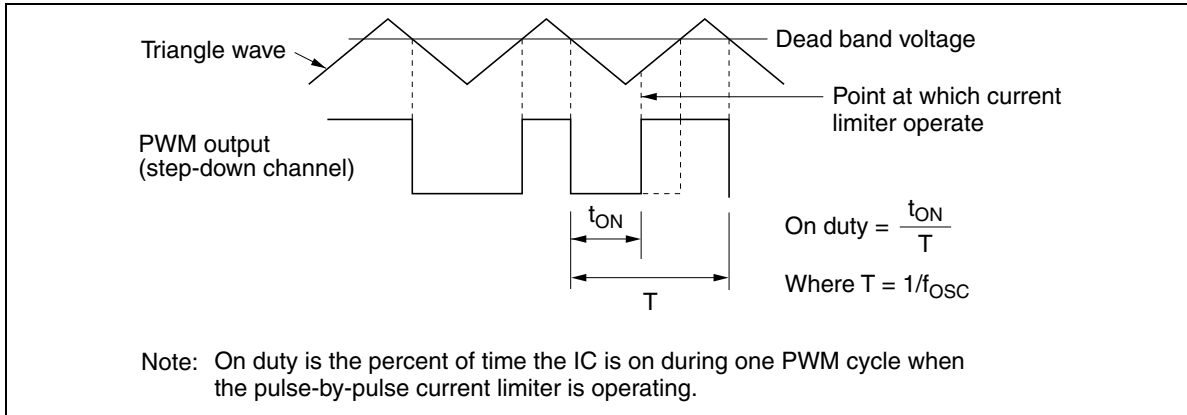 Triangle wave
Dead band voltage
Point at which current
limiter operate
PWM output
(step-down channel)
tON
T
On duty = tON / T
Where T = 1/fOSC
Note: On duty is the percent of time the IC is on during one PWM cycle when
the pulse-by-pulse current limiter is operating.